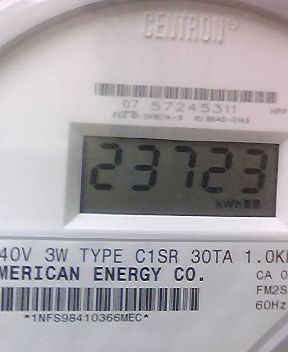 CENTRON
07 57245311
23723
kWh
40V 3W TYPE C1SR 30TA 1.0K
MERICAN ENERGY CO.
CA 0
FM2S
60Hz
*1NFS98410366MEC*